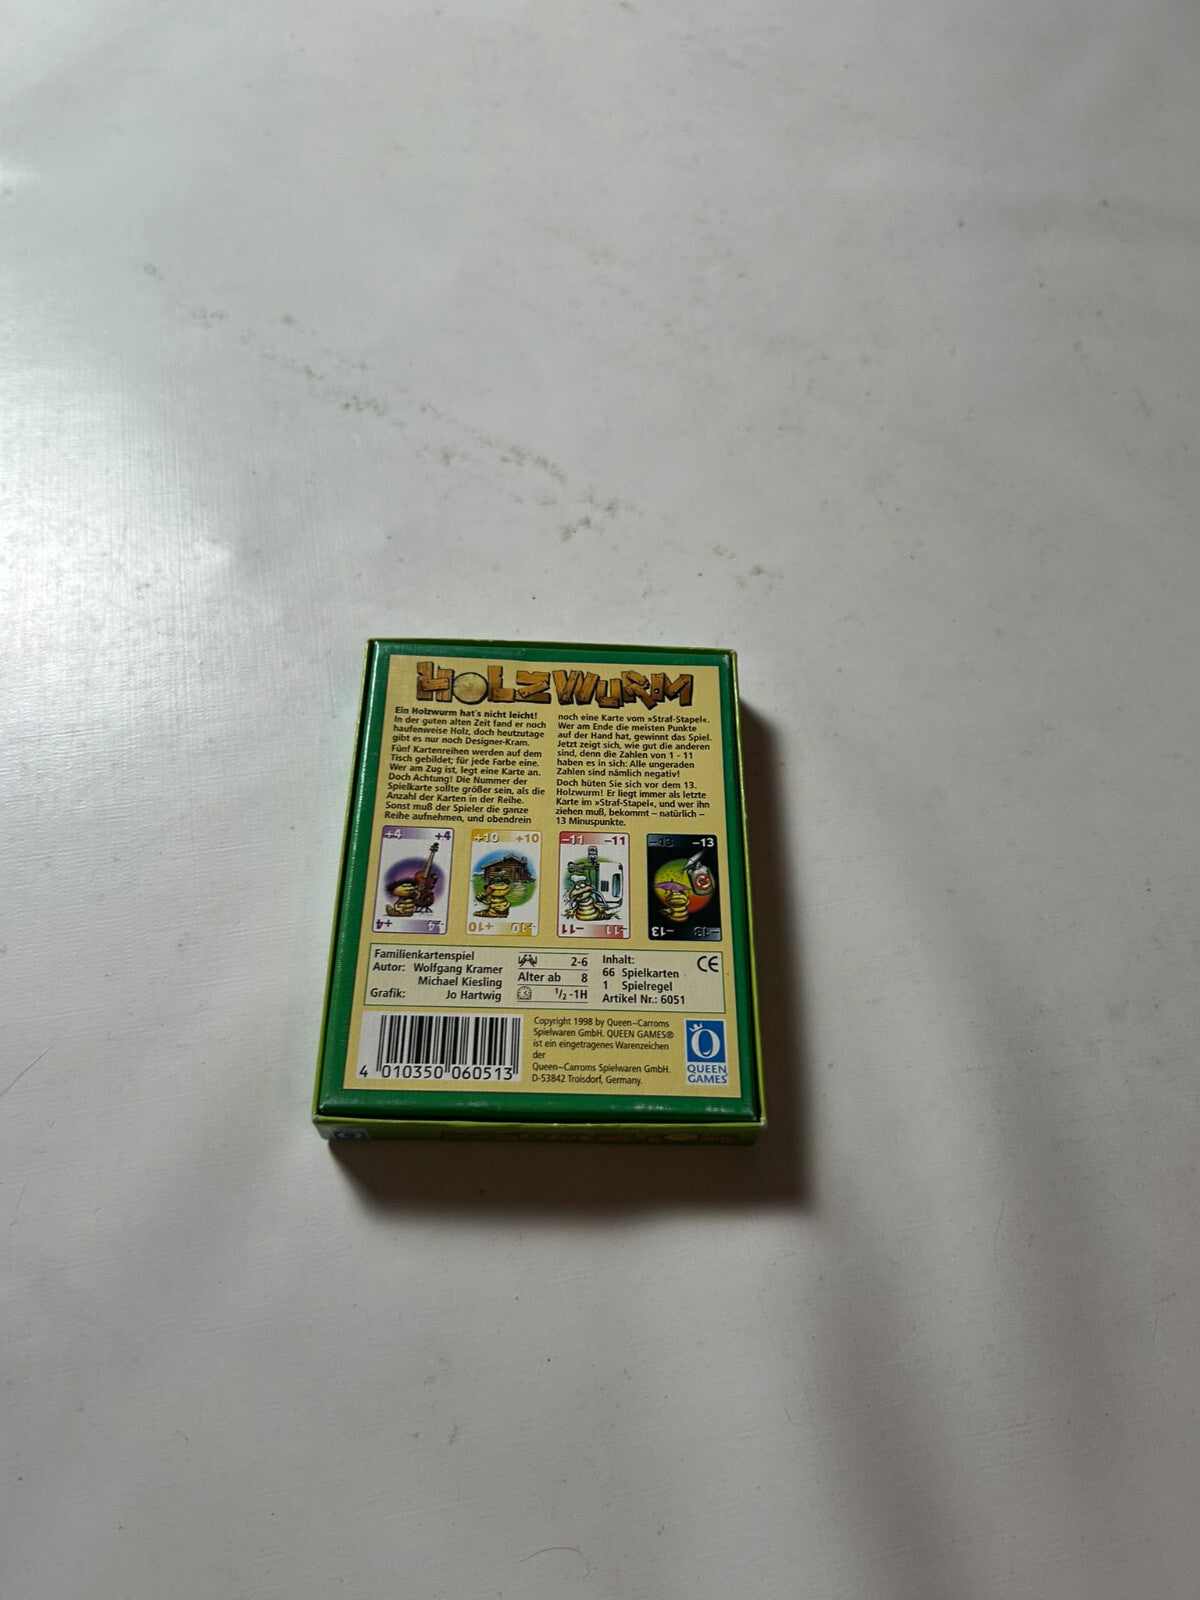 HOLZWURM
Ein Holzwurm hat's nicht leicht!
In der guten alten Zeit fand er noch
haufenweise Holz, doch heutzutage
gibt es nur noch Designer-Kram.
Fünf Kartenreihen werden auf dem
Tisch gebildet; für jede Farbe eine.
Wer am Zug ist, legt eine Karte an.
Doch Achtung! Die Nummer der
Spielkarte sollte größer sein, als die
Anzahl der Karten in der Reihe.
Sonst muß der Spieler die ganze
Reihe aufnehmen, und obendrein
noch eine Karte vom »Straf-Stapel«.
Wer am Ende die meisten Punkte
auf der Hand hat, gewinnt das Spiel.
Jetzt zeigt sich, wie gut die anderen
sind, denn die Zahlen von 1 - 11
haben es in sich: Alle ungeraden
Zahlen sind nämlich negativ!
Doch hüten Sie sich vor dem 13.
Holzwurm! Er liegt immer als letzte
Karte im »Straf-Stapel«, und wer ihn
ziehen muß, bekommt – natürlich –
13 Minuspunkte.
+4 +4
+4 +4
+10 +10
+10 +10
-11 -11
-11 -11
-13 -13
-13 -13
Familienkartenspiel
Autor: Wolfgang Kramer
Michael Kiesling
Grafik: Jo Hartwig
2-6
Alter ab 8
½-1H
Inhalt:
66 Spielkarten
1 Spielregel
Artikel Nr.: 6051
CE
4 010350 060513
Copyright 1998 by Queen-Carroms
Spielwaren GmbH. QUEEN GAMES®
ist ein eingetragenes Warenzeichen
der
Queen-Carroms Spielwaren GmbH.
D-53842 Troisdorf, Germany.
QUEEN
GAMES
HOLZWURM